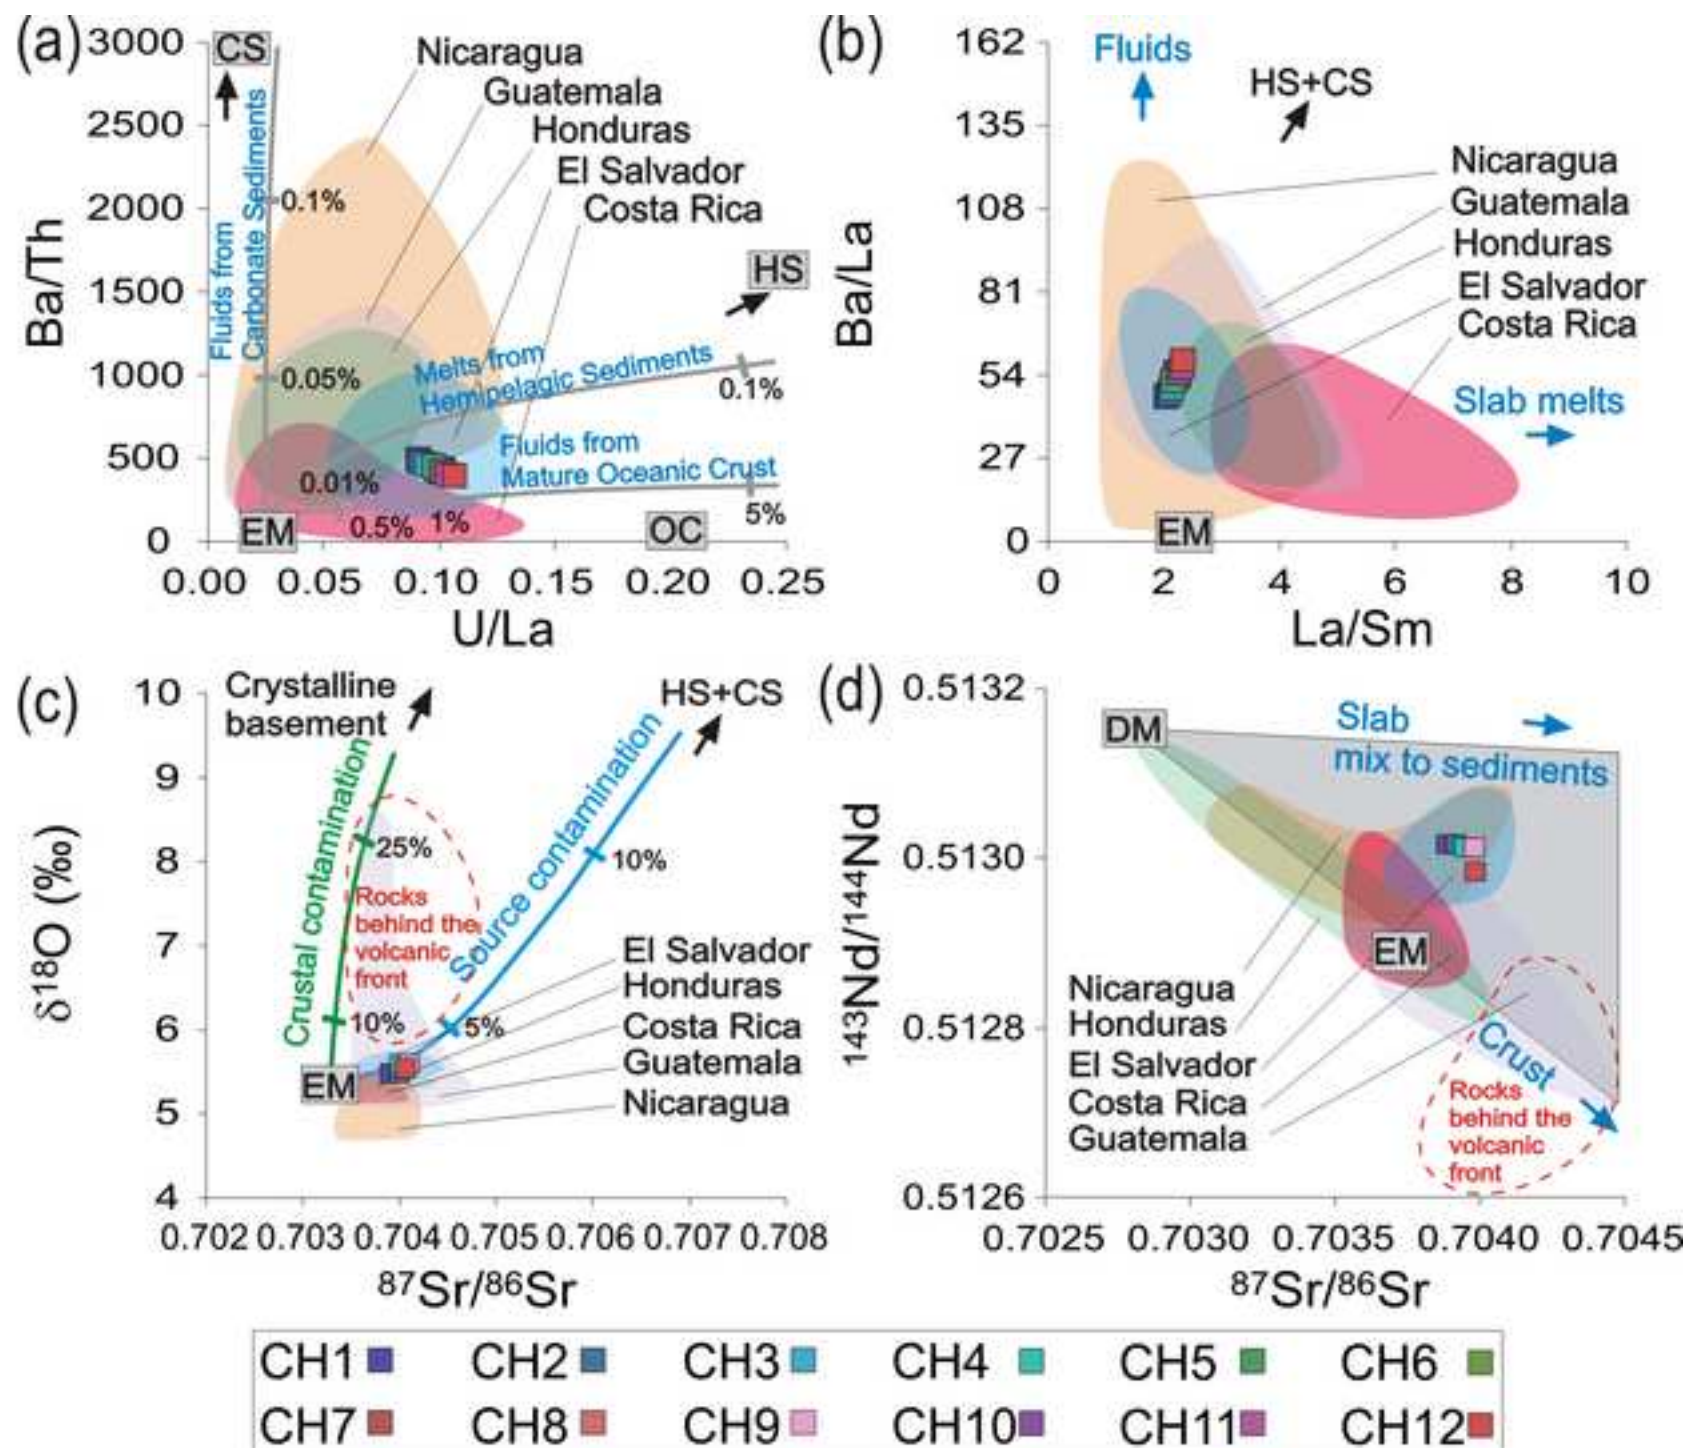 (a)
3000
2500
2000
1500
1000
500
0
Ba/Th
CS
Fluids from
Carbonate Sediments
Nicaragua
Guatemala
Honduras
El Salvador
Costa Rica
0.1%
0.05%
HS
Melts from
Hemipelagic Sediments
0.1%
Fluids from
Mature Oceanic Crust
0.01%
0.5%
1%
5%
EM
OC
0.00 0.05 0.10 0.15 0.20 0.25
U/La
(b)
162
135
108
81
54
27
0
Ba/La
Fluids
HS+CS
Nicaragua
Guatemala
Honduras
El Salvador
Costa Rica
Slab melts
EM
0 2 4 6 8 10
La/Sm
(c)
10
9
8
7
6
5
4
δ¹⁸O (‰)
Crystalline
basement
HS+CS
Crustal contamination
Source contamination
25%
10%
Rocks
behind the
volcanic
front
10%
5%
El Salvador
Honduras
Costa Rica
Guatemala
Nicaragua
EM
0.702 0.703 0.704 0.705 0.706 0.707 0.708
⁸⁷Sr/⁸⁶Sr
(d)
0.5132
0.5130
0.5128
0.5126
¹⁴³Nd/¹⁴⁴Nd
DM
Slab
mix to sediments
EM
Nicaragua
Honduras
El Salvador
Costa Rica
Guatemala
Crust
Rocks
behind the
volcanic
front
0.7025 0.7030 0.7035 0.7040 0.7045
⁸⁷Sr/⁸⁶Sr
CH1 CH2 CH3 CH4 CH5 CH6
CH7 CH8 CH9 CH10 CH11 CH12